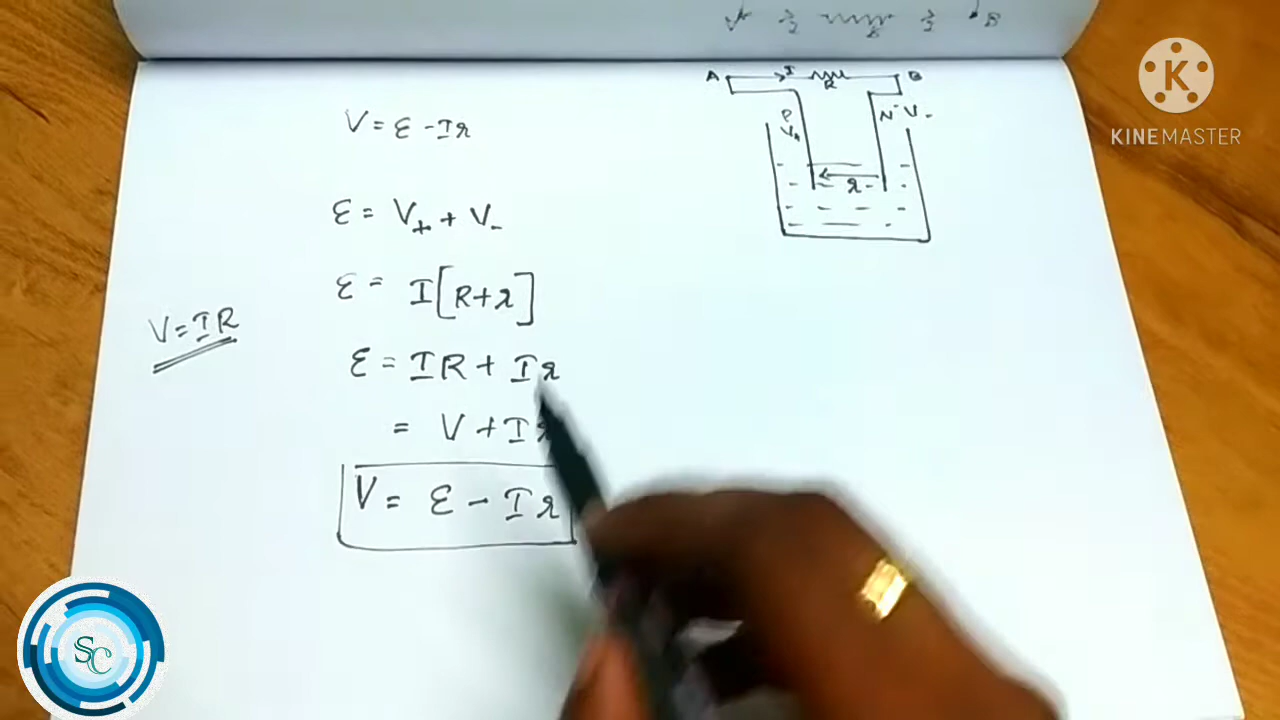 A I R B
P N V-
V+
r
V = ε - Ir
ε = V+ + V-
ε = I[R+r]
V = IR
ε = IR + Ir
= V + Ir
V = ε - Ir
KINEMASTER
SC